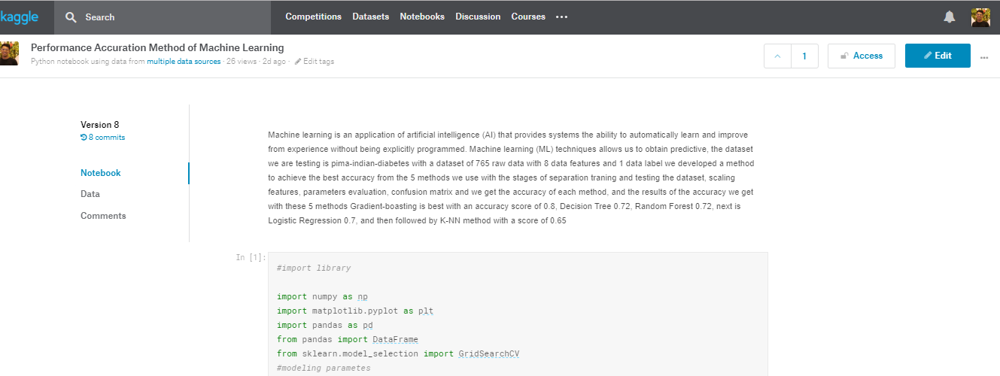 kaggle
Search
Competitions Datasets Notebooks Discussion Courses
Performance Accuration Method of Machine Learning
Python notebook using data from multiple data sources · 26 views · 2d ago · Edit tags
1
Access
Edit
Version 8
8 commits
Notebook
Data
Comments
Machine learning is an application of artificial intelligence (AI) that provides systems the ability to automatically learn and improve
from experience without being explicitly programmed. Machine learning (ML) techniques allows us to obtain predictive, the dataset
we are testing is pima-indian-diabetes with a dataset of 765 raw data with 8 data features and 1 data label we developed a method
to achieve the best accuracy from the 5 methods we use with the stages of separation traning and testing the dataset, scaling
features, parameters evaluation, confusion matrix and we get the accuracy of each method, and the results of the accuracy we get
with these 5 methods Gradient-boasting is best with an accuracy score of 0.8, Decision Tree 0.72, Random Forest 0.72, next is
Logistic Regression 0.7, and then followed by K-NN method with a score of 0.65
In [1]:
#import library
import numpy as np
import matplotlib.pyplot as plt
import pandas as pd
from pandas import DataFrame
from sklearn.model_selection import GridSearchCV
#modeling parametes